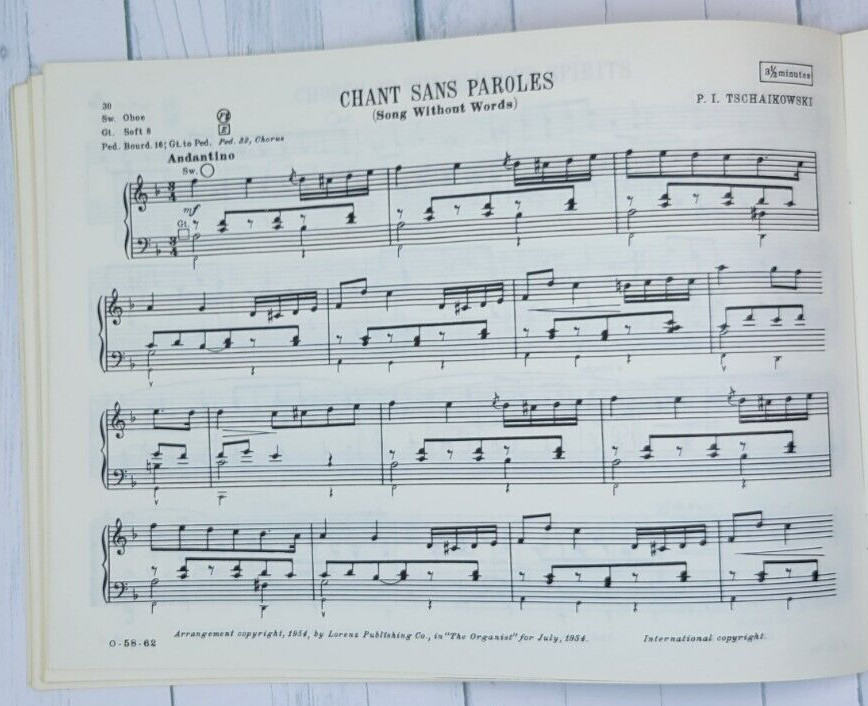 30
CHANT SANS PAROLES
(Song Without Words)
3½ minutes
P. I. TSCHAIKOWSKI
Sw. Oboe
Gt. Soft 8
Ped. Bourd. 16; Gt. to Ped. Ped. 32, Chorus
Andantino
Sw.
mf
Gt.
Arrangement copyright, 1954, by Lorenz Publishing Co., in "The Organist" for July, 1954.
International copyright.
O-58-62